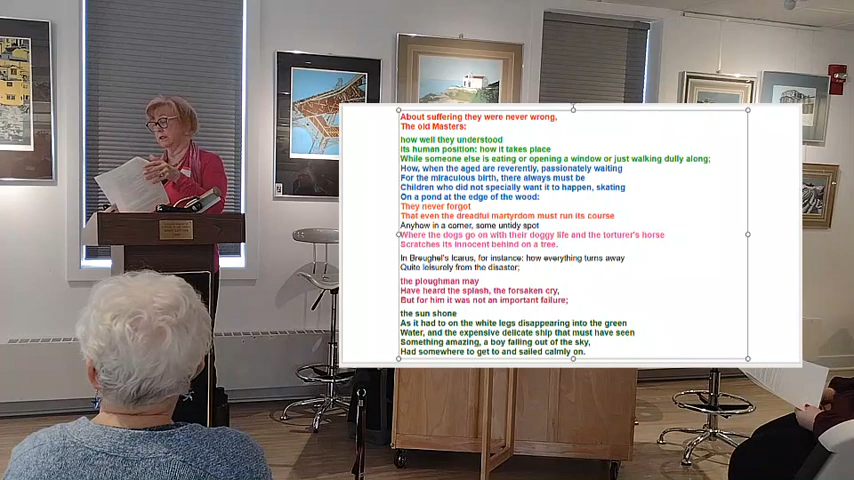 About suffering they were never wrong,
The old Masters:
how well they understood
Its human position: how it takes place
While someone else is eating or opening a window or just walking dully along;
How, when the aged are reverently, passionately waiting
For the miraculous birth, there always must be
Children who did not specially want it to happen, skating
On a pond at the edge of the wood:
They never forgot
That even the dreadful martyrdom must run its course
Anyhow in a corner, some untidy spot
Where the dogs go on with their doggy life and the torturer's horse
Scratches its innocent behind on a tree.
In Breughel's Icarus, for instance: how everything turns away
Quite leisurely from the disaster;
the ploughman may
Have heard the splash, the forsaken cry,
But for him it was not an important failure;
the sun shone
As it had to on the white legs disappearing into the green
Water, and the expensive delicate ship that must have seen
Something amazing, a boy falling out of the sky,
Had somewhere to get to and sailed calmly on.